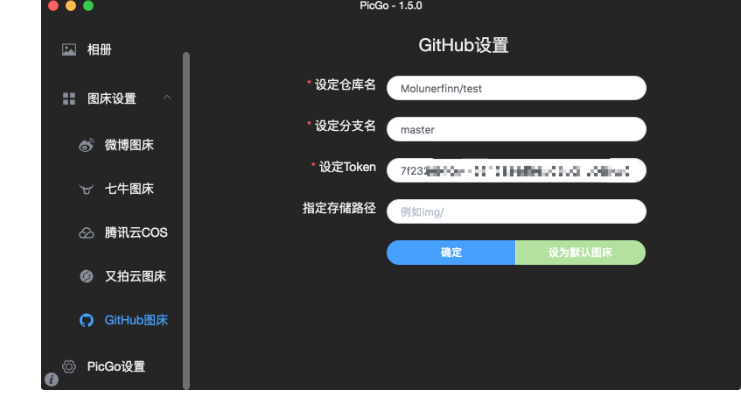 PicGo - 1.5.0
相册
图床设置
微博图床
七牛图床
腾讯云COS
又拍云图床
GitHub图床
PicGo设置
GitHub设置
* 设定仓库名
Molunerfinn/test
* 设定分支名
master
* 设定Token
7f232
指定存储路径
例如img/
确定
设为默认图床